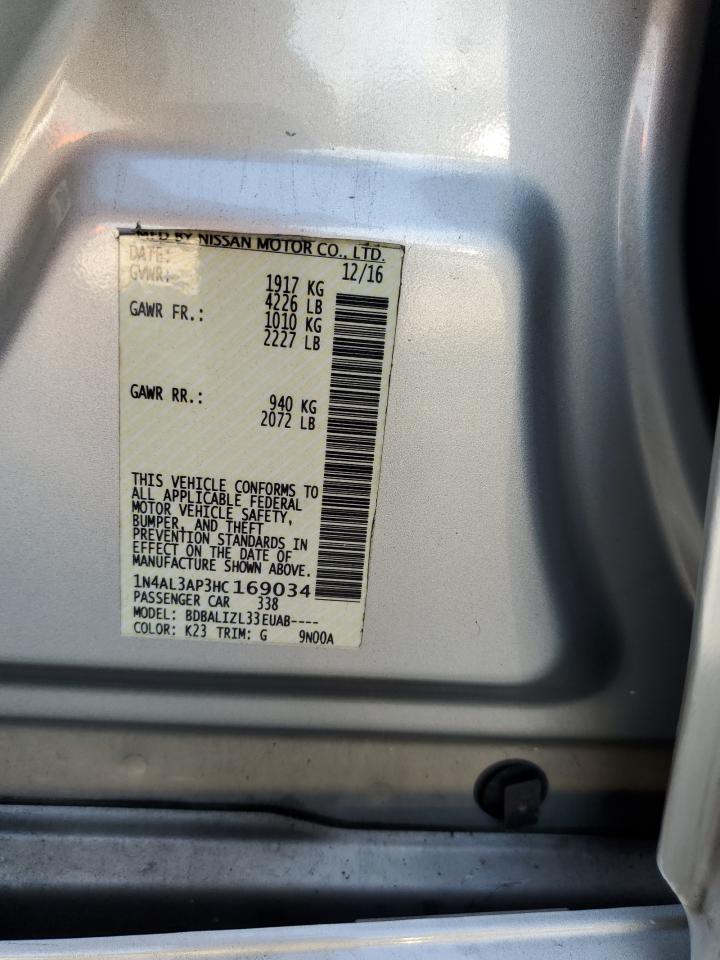 MFD BY NISSAN MOTOR CO., LTD.
DATE: 12/16
GVWR: 1917 KG
4226 LB
GAWR FR.: 1010 KG
2227 LB
GAWR RR.: 940 KG
2072 LB
THIS VEHICLE CONFORMS TO
ALL APPLICABLE FEDERAL
MOTOR VEHICLE SAFETY,
BUMPER, AND THEFT
PREVENTION STANDARDS IN
EFFECT ON THE DATE OF
MANUFACTURE SHOWN ABOVE.
1N4AL3AP3HC169034
PASSENGER CAR 338
MODEL: BDBALIZL33EUAB----
COLOR: K23 TRIM: G 9N00A